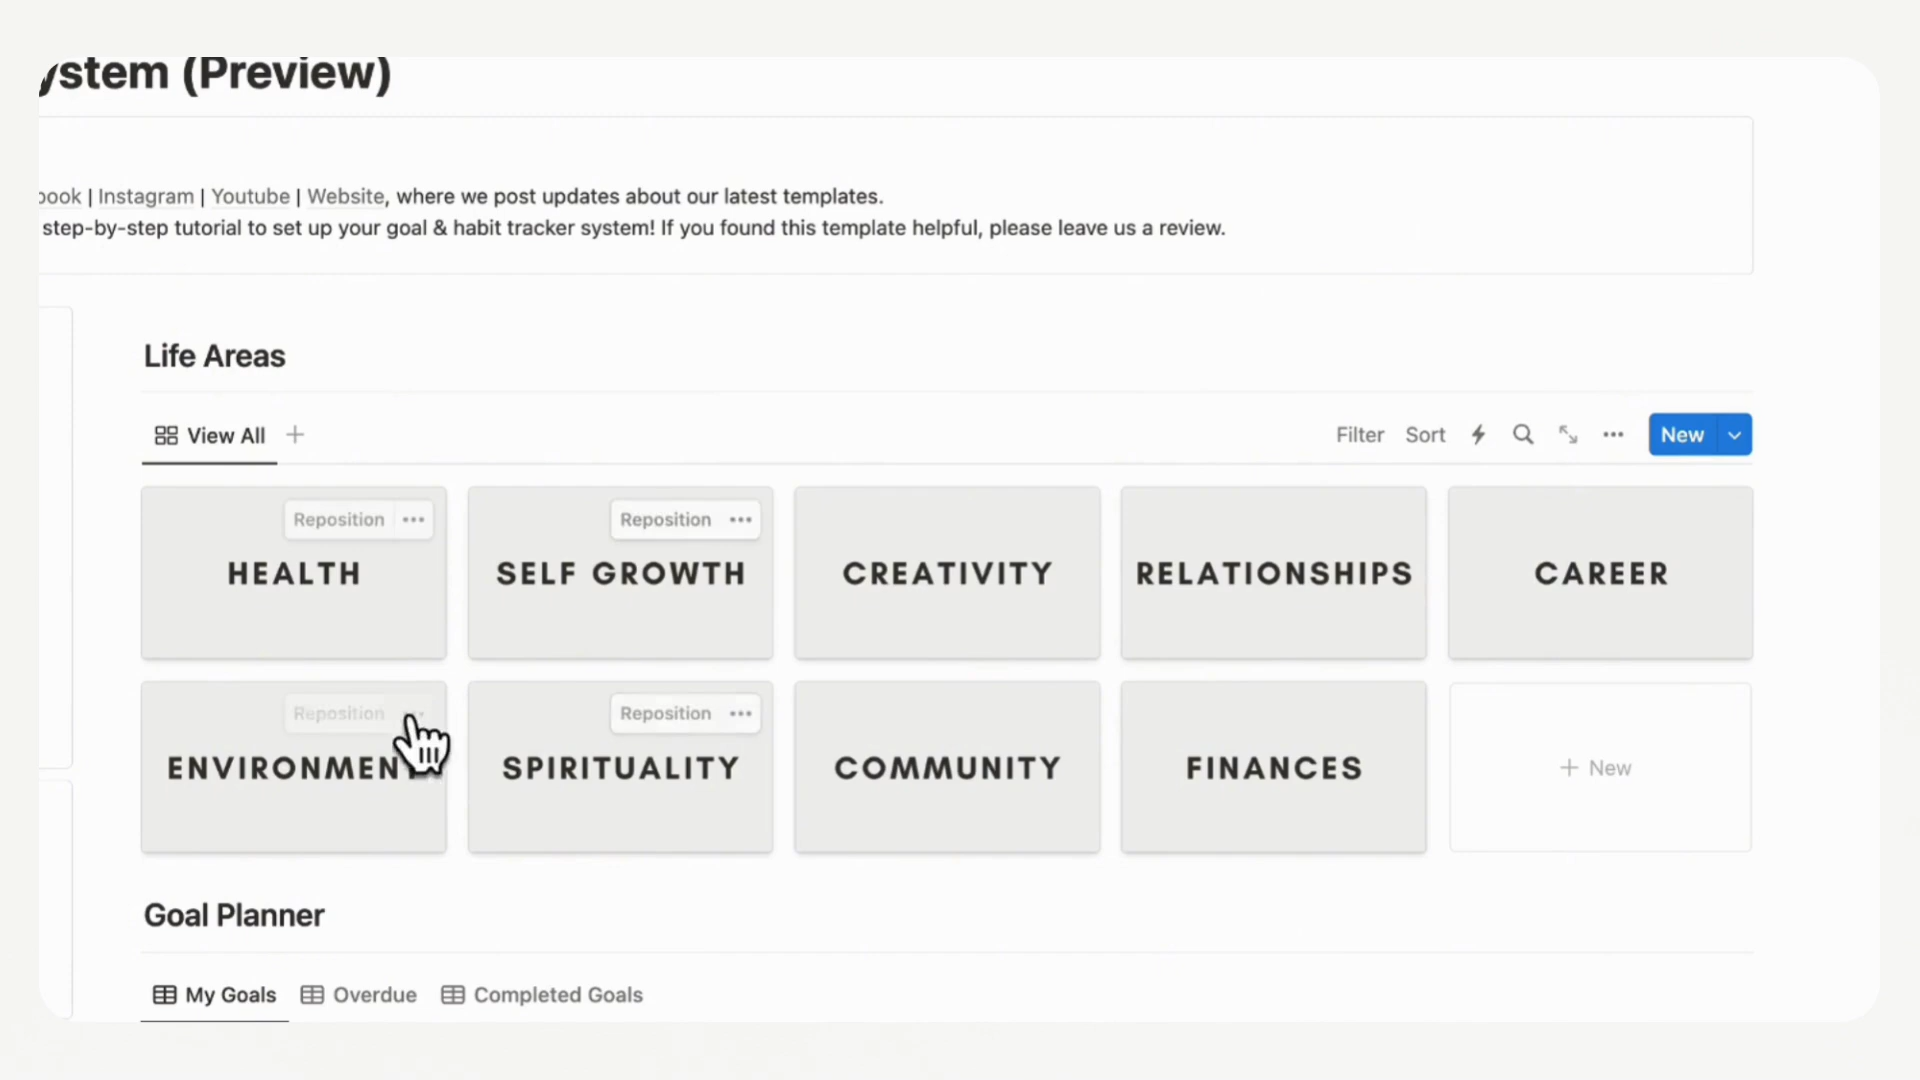 ystem (Preview)
book | Instagram | Youtube | Website, where we post updates about our latest templates.
step-by-step tutorial to set up your goal & habit tracker system! If you found this template helpful, please leave us a review.
Life Areas
View All
Filter Sort New
Reposition Reposition
HEALTH SELF GROWTH CREATIVITY RELATIONSHIPS CAREER
Reposition Reposition
ENVIRONMENT SPIRITUALITY COMMUNITY FINANCES + New
Goal Planner
My Goals Overdue Completed Goals